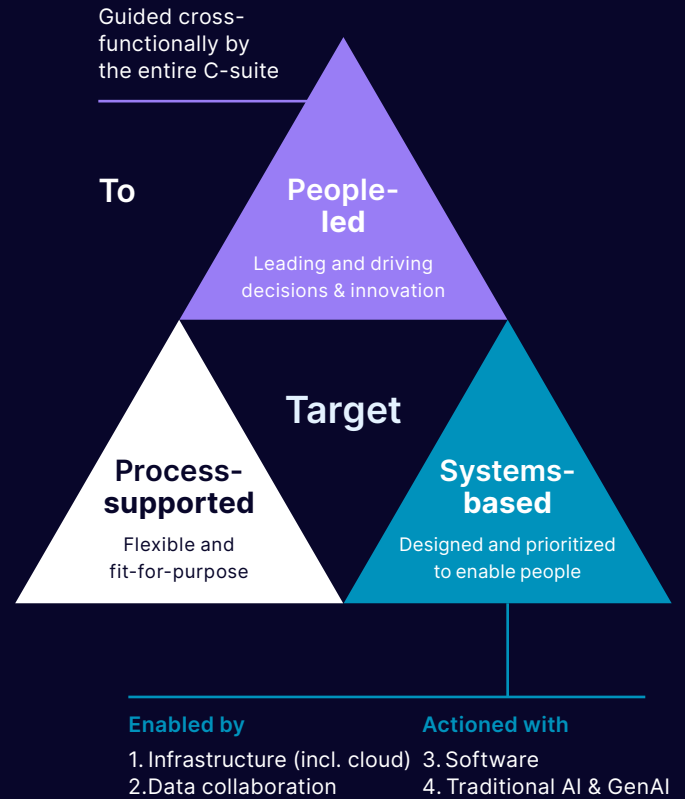 Guided cross-
functionally by
the entire C-suite
To
People-
led
Leading and driving
decisions & innovation
Target
Process-
supported
Flexible and
fit-for-purpose
Systems-
based
Designed and prioritized
to enable people
Enabled by
1. Infrastructure (incl. cloud)
2.Data collaboration
Actioned with
3. Software
4. Traditional AI & GenAI